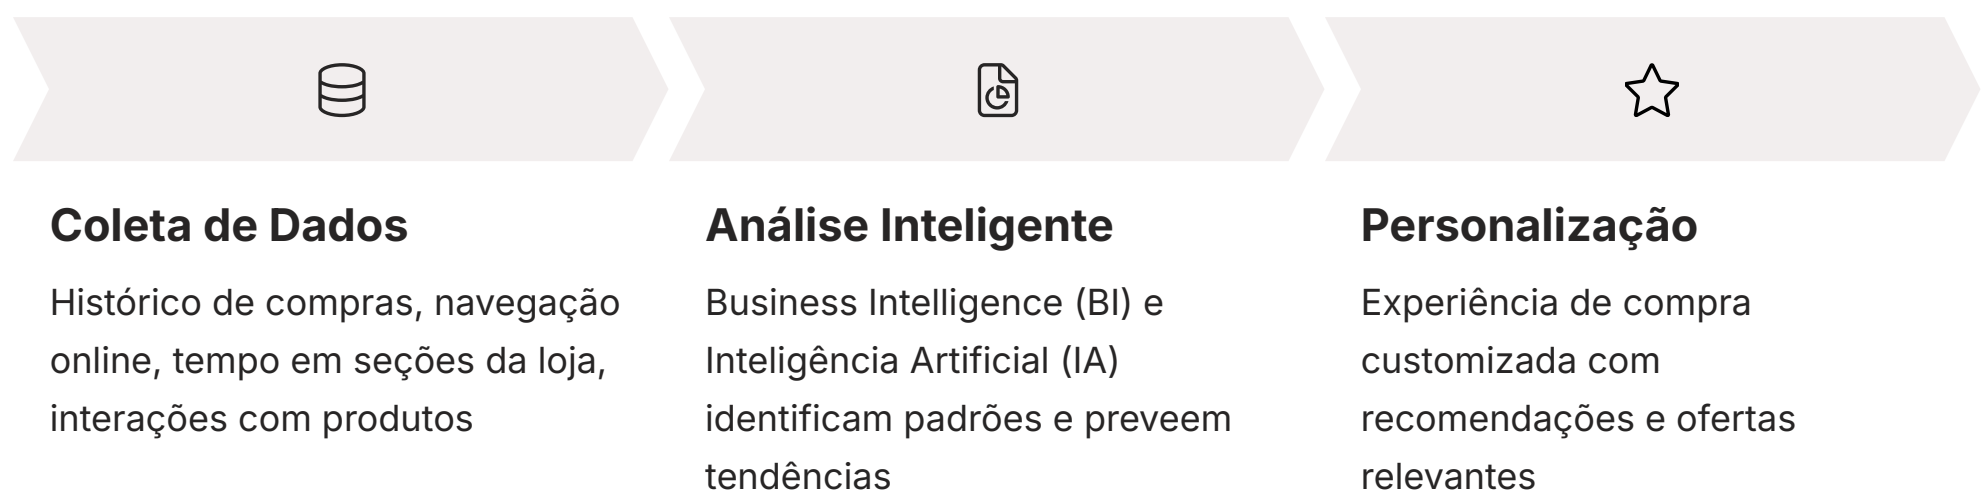 Coleta de Dados
Histórico de compras, navegação
online, tempo em seções da loja,
interações com produtos
Análise Inteligente
Business Intelligence (BI) e
Inteligência Artificial (IA)
identificam padrões e preveem
tendências
Personalização
Experiência de compra
customizada com
recomendações e ofertas
relevantes